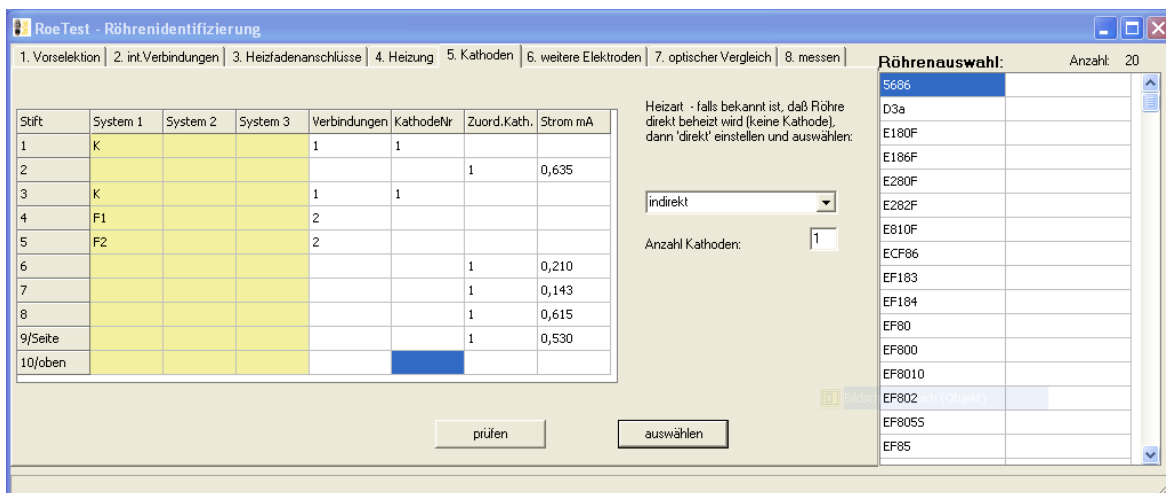 RoeTest - Röhrenidentifizierung
1. Vorselektion 2. int.Verbindungen 3. Heizfadenanschlüsse 4. Heizung 5. Kathoden 6. weitere Elektroden 7. optischer Vergleich 8. messen
Röhrenauswahl: Anzahl: 20
Stift System 1 System 2 System 3 Verbindungen KathodeNr Zuord.Kath. Strom mA
1 K 1 1
2 1 0,635
3 K 1 1
4 F1 2
5 F2 2
6 1 0,210
7 1 0,143
8 1 0,615
9/Seite 1 0,530
10/oben
Heizart - falls bekannt ist, daß Röhre
direkt beheizt wird (keine Kathode),
dann 'direkt' einstellen und auswählen:
indirekt
Anzahl Kathoden: 1
prüfen auswählen
5686
D3a
E180F
E186F
E280F
E282F
E810F
ECF86
EF183
EF184
EF80
EF800
EF8010
EF802
EF805S
EF85